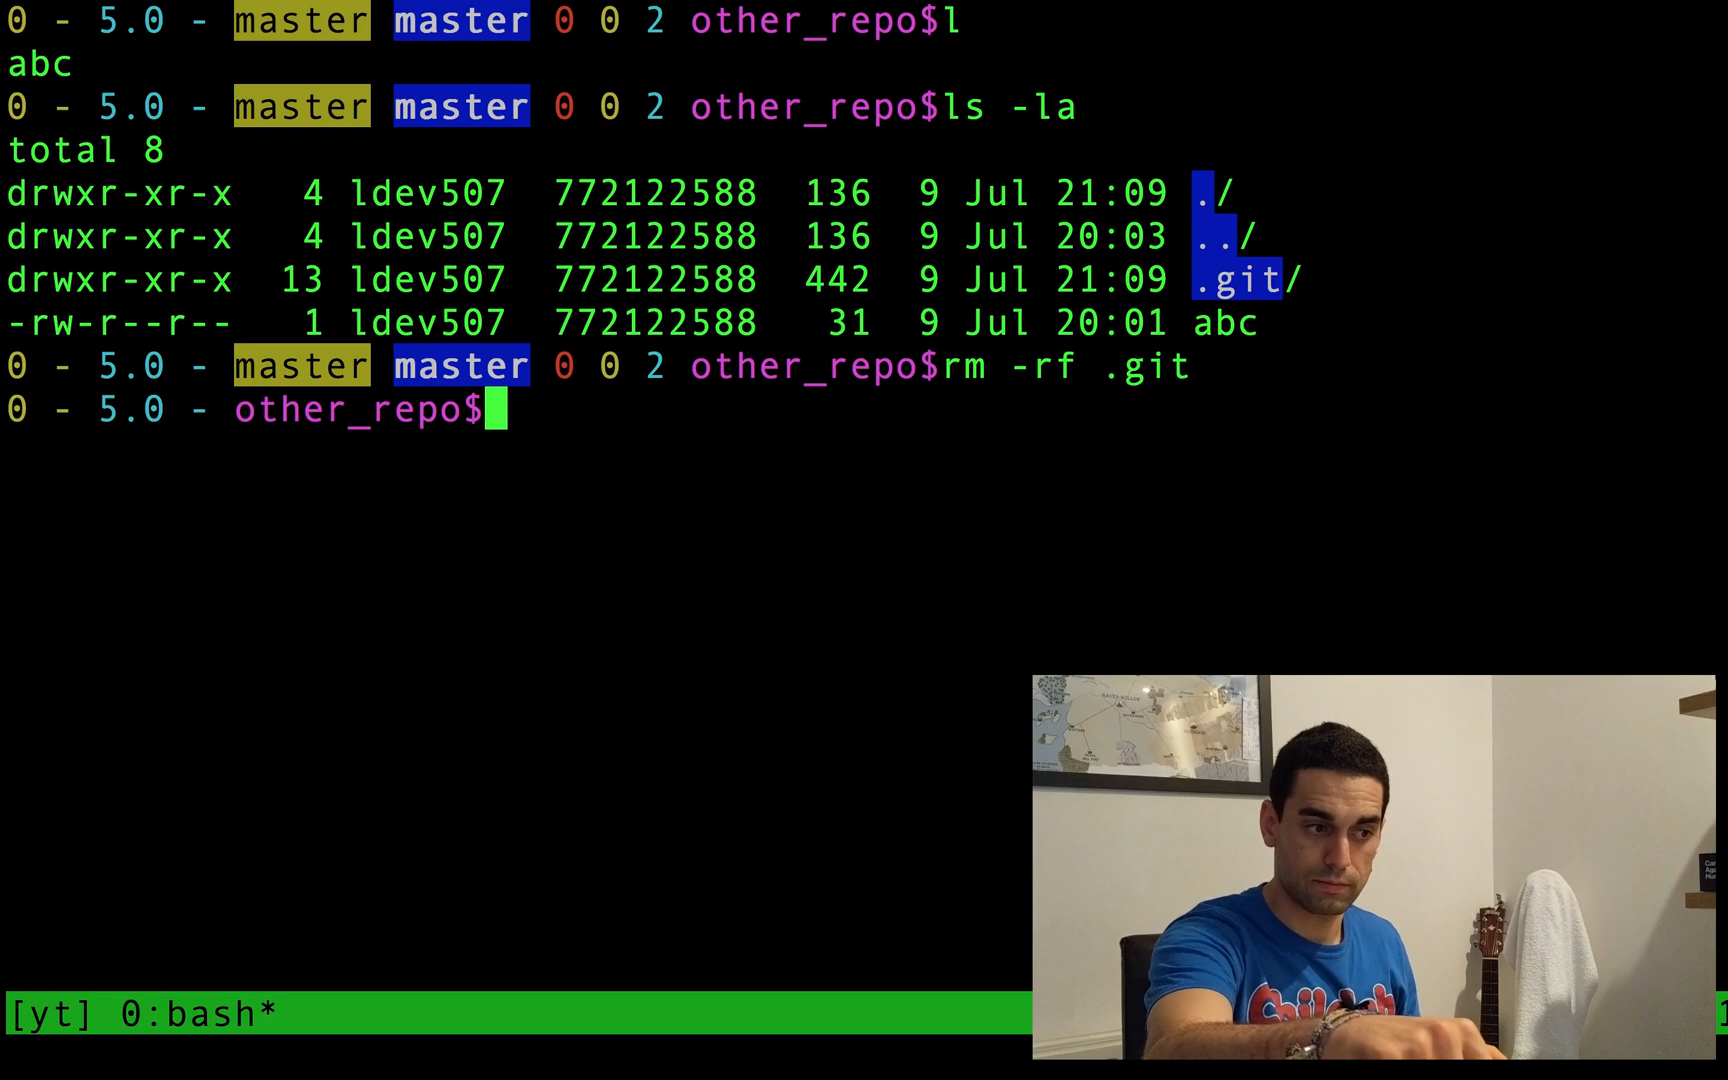 0 - 5.0 - master master 0 0 2 other_repo$l
abc
0 - 5.0 - master master 0 0 2 other_repo$ls -la
total 8
drwxr-xr-x   4 ldev507  772122588  136  9 Jul 21:09 ./
drwxr-xr-x   4 ldev507  772122588  136  9 Jul 20:03 ../
drwxr-xr-x  13 ldev507  772122588  442  9 Jul 21:09 .git/
-rw-r--r--   1 ldev507  772122588   31  9 Jul 20:01 abc
0 - 5.0 - master master 0 0 2 other_repo$rm -rf .git
0 - 5.0 - other_repo$
[yt] 0:bash*